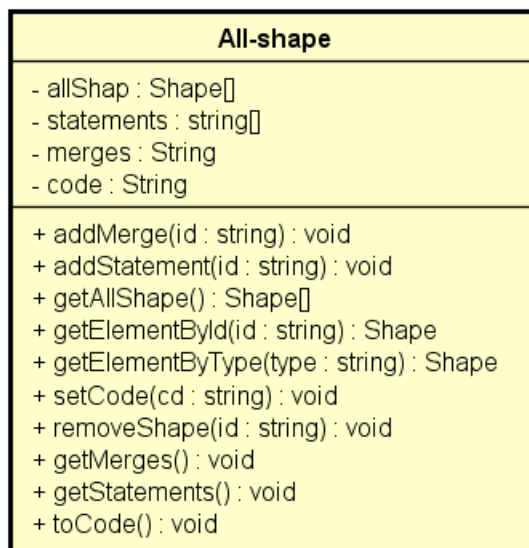 All-shape
- allShap : Shape[]
- statements : string[]
- merges : String
- code : String
+ addMerge(id : string) : void
+ addStatement(id : string) : void
+ getAllShape() : Shape[]
+ getElementById(id : string) : Shape
+ getElementByType(type : string) : Shape
+ setCode(cd : string) : void
+ removeShape(id : string) : void
+ getMerges() : void
+ getStatements() : void
+ toCode() : void